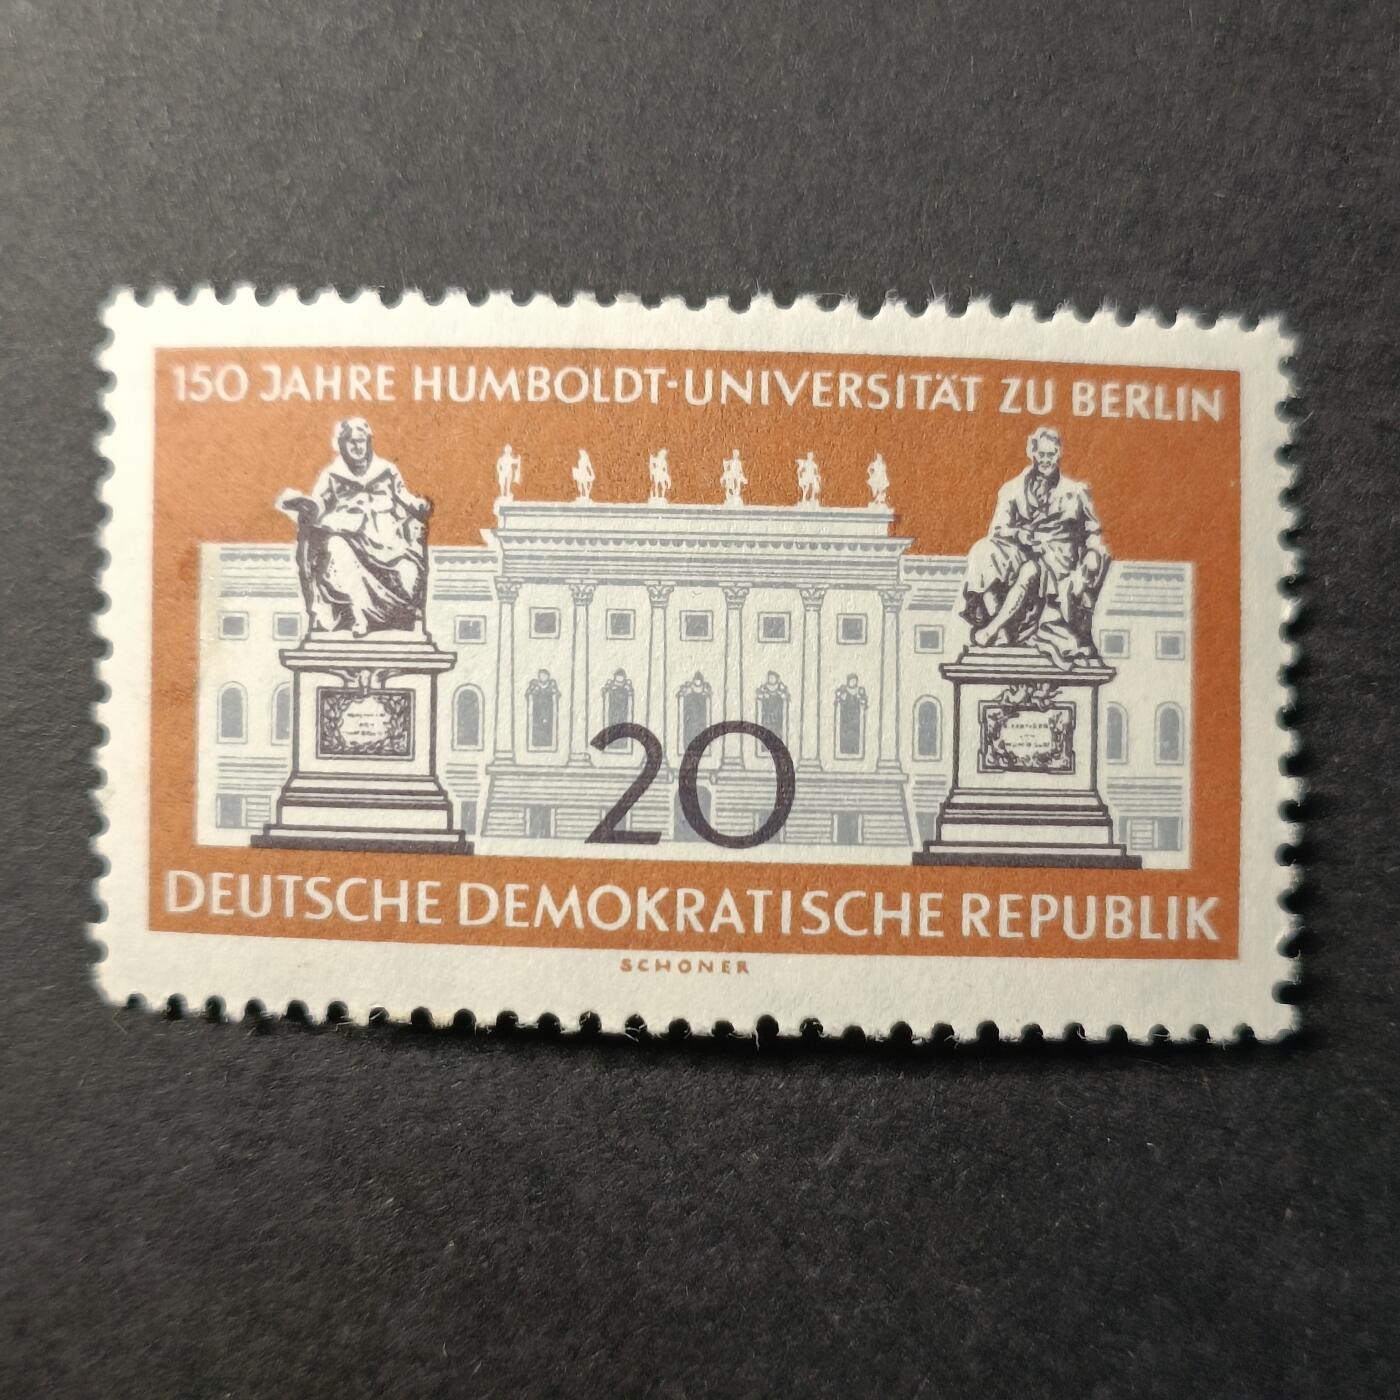 150 JAHRE HUMBOLDT-UNIVERSITÄT ZU BERLIN
20
DEUTSCHE DEMOKRATISCHE REPUBLIK
SCHONER